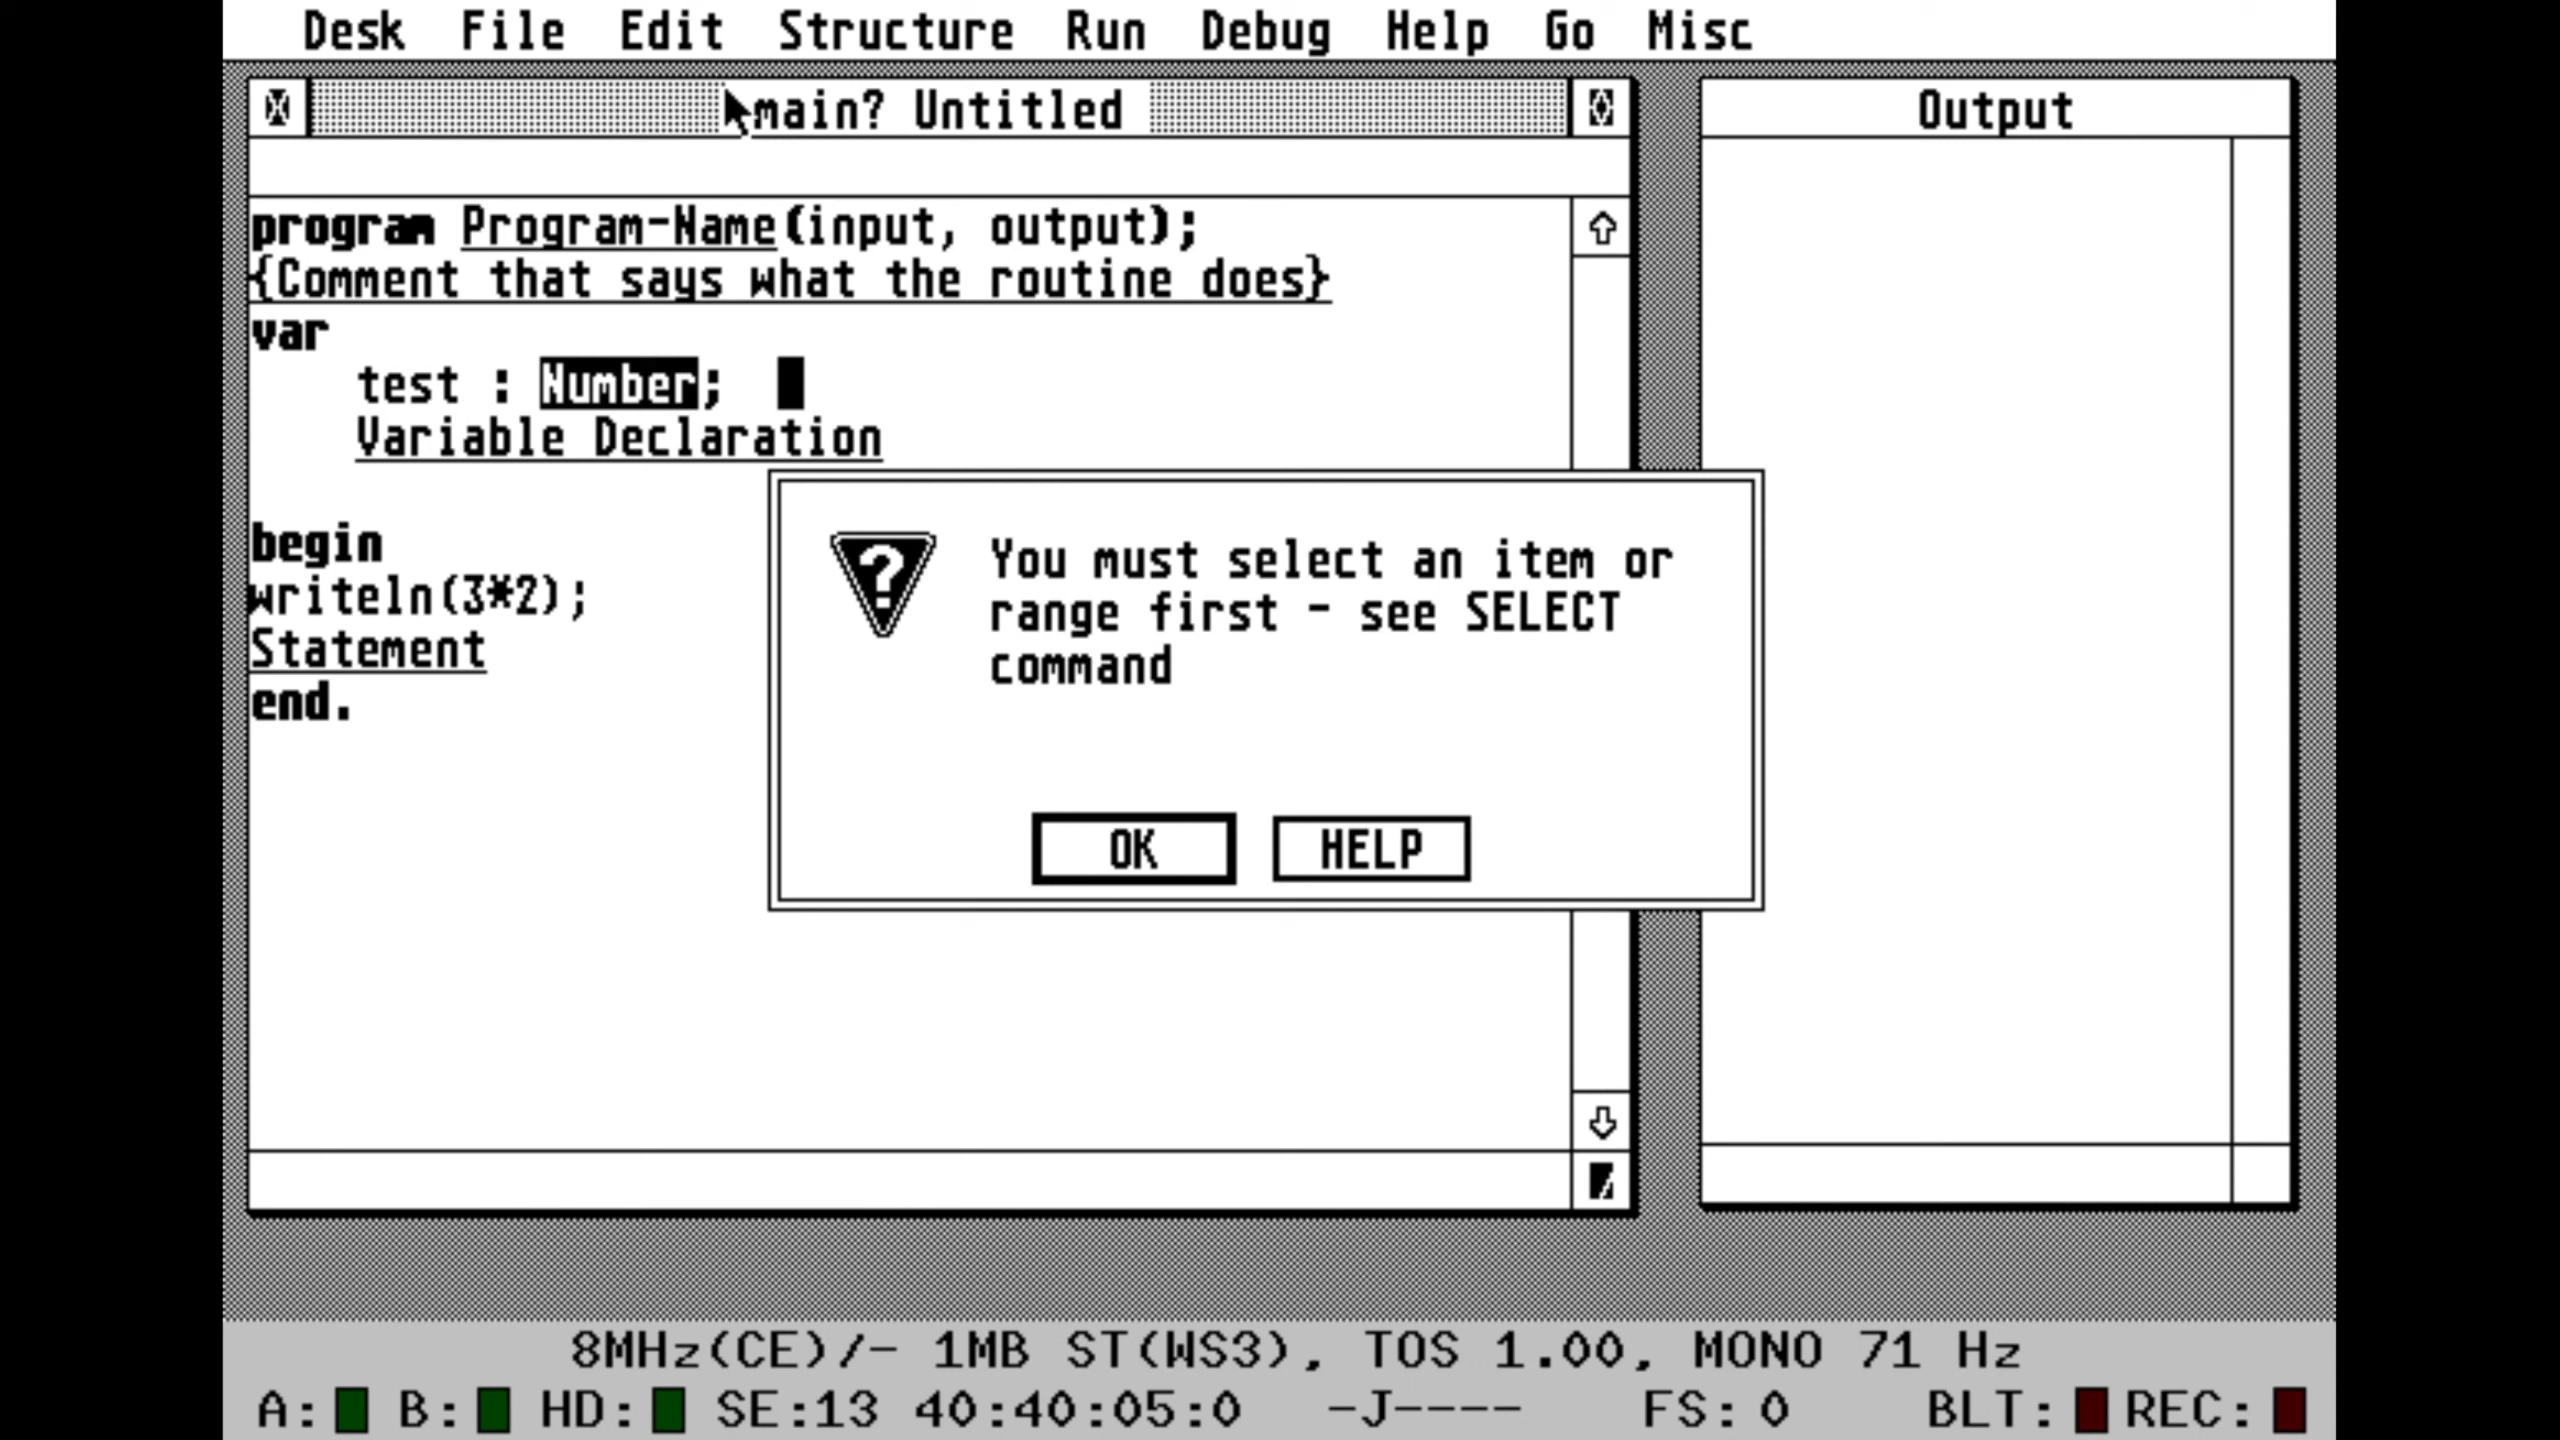 Desk File Edit Structure Run Debug Help Go Misc
main? Untitled
Output
program Program-Name(input, output);
{Comment that says what the routine does}
var
test : Number;
Variable Declaration
begin
writeln(3*2);
Statement
end.
You must select an item or
range first - see SELECT
command
OK HELP
8MHz(CE)/- 1MB ST(WS3), TOS 1.00, MONO 71 Hz
A: B: HD: SE:13 40:40:05:0 -J---- FS: 0 BLT: REC: